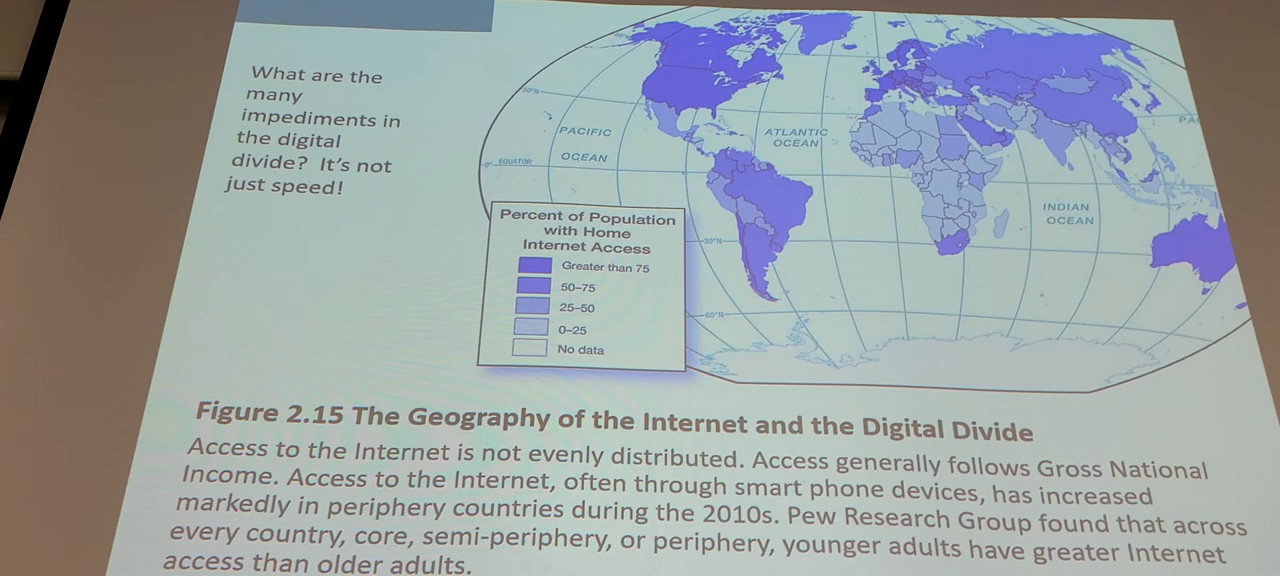 What are the
many
impediments in
the digital
divide? It's not
just speed!
30°N
PACIFIC
OCEAN
0°
EQUATOR
ATLANTIC
OCEAN
INDIAN
OCEAN
PA
30°N
60°N
Percent of Population
with Home
Internet Access
Greater than 75
50–75
25–50
0–25
No data
Figure 2.15 The Geography of the Internet and the Digital Divide
Access to the Internet is not evenly distributed. Access generally follows Gross National
Income. Access to the Internet, often through smart phone devices, has increased
markedly in periphery countries during the 2010s. Pew Research Group found that across
every country, core, semi-periphery, or periphery, younger adults have greater Internet
access than older adults.